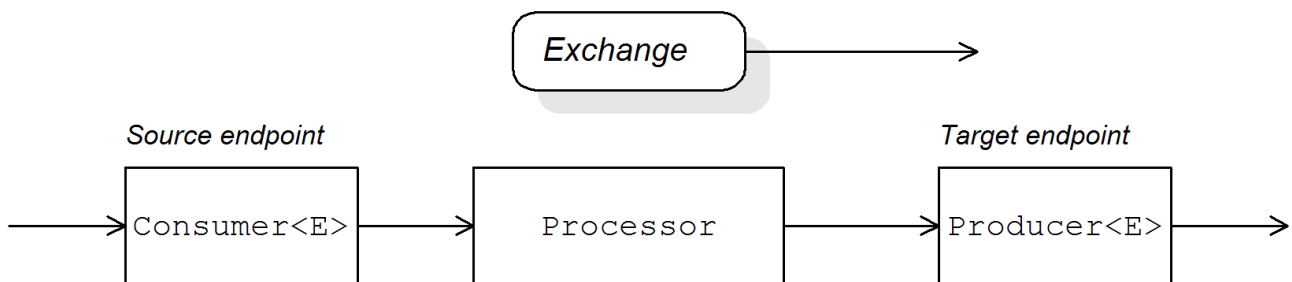 Exchange
Source endpoint
Target endpoint
Consumer<E>
Processor
Producer<E>